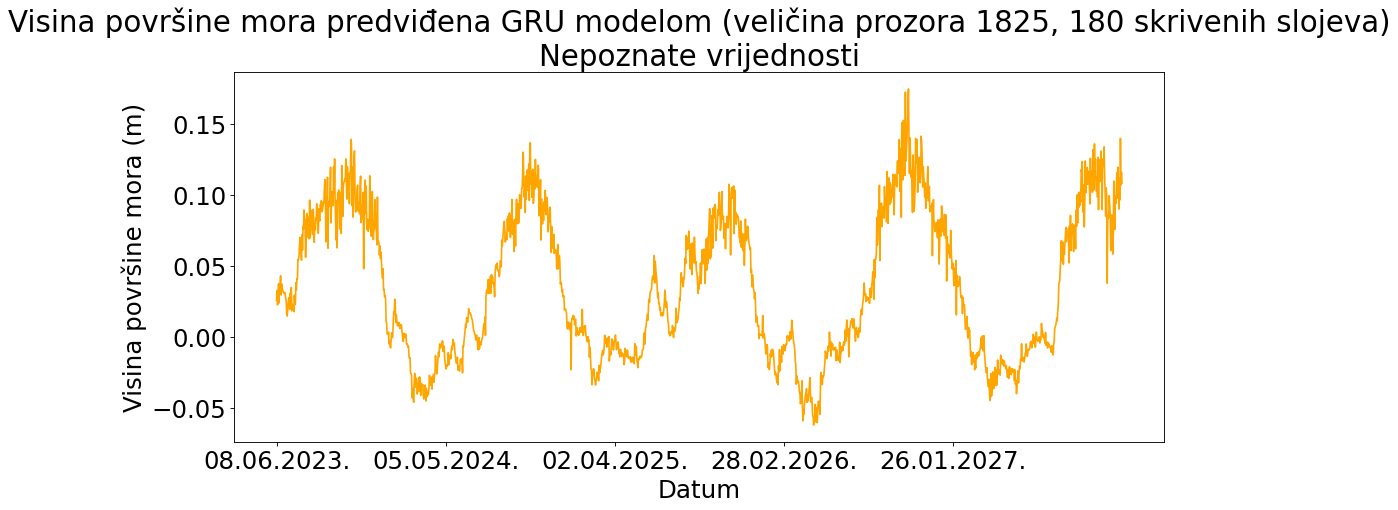 Visina površine mora predviđena GRU modelom (veličina prozora 1825, 180 skrivenih slojeva)
Nepoznate vrijednosti
Visina površine mora (m)
0.15
0.10
0.05
0.00
−0.05
08.06.2023. 05.05.2024. 02.04.2025. 28.02.2026. 26.01.2027.
Datum